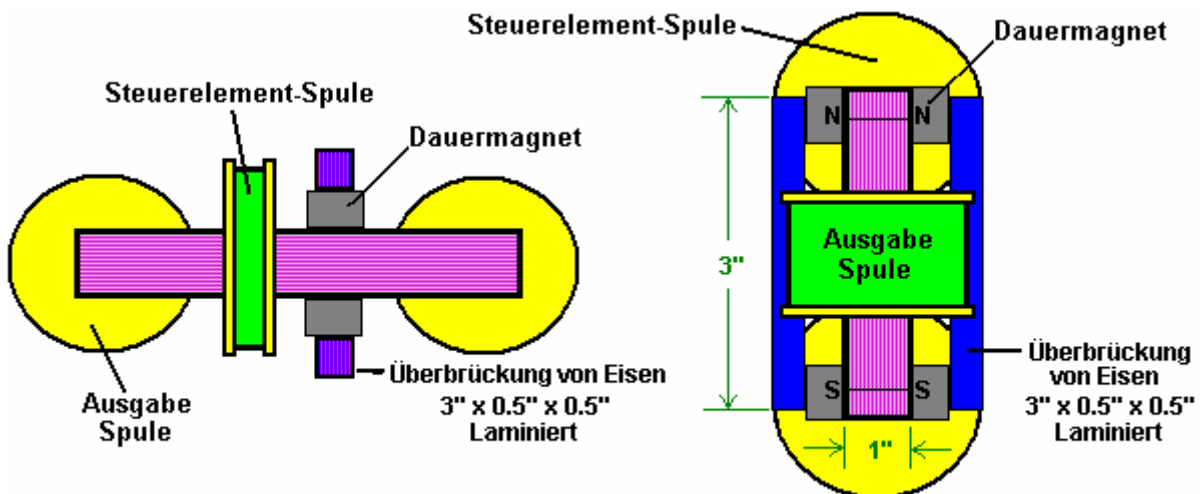 Steuerelement-Spule
Dauermagnet
Ausgabe
Spule
Überbrückung von Eisen
3" x 0.5" x 0.5"
Laminiert
Steuerelement-Spule
Dauermagnet
N
N
3"
Ausgabe
Spule
S
S
1"
Überbrückung
von Eisen
3" x 0.5" x 0.5"
Laminiert